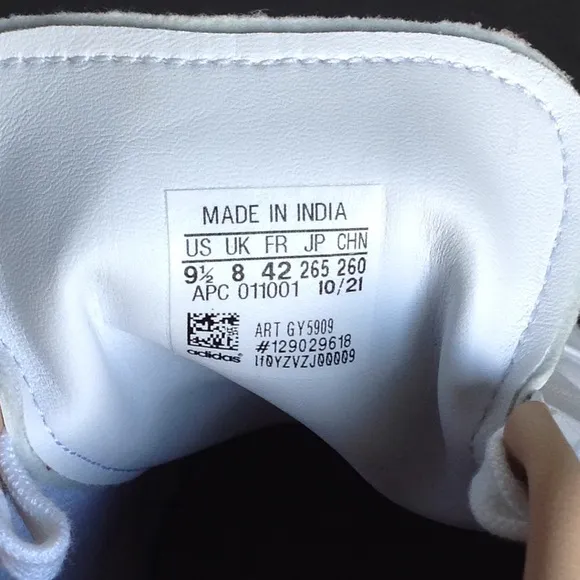 MADE IN INDIA
US UK FR JP CHN
9½ 8 42 265 260
APC 011001 10/21
ART GY5909
#129029618
adidas
1f0YZVZJ00009